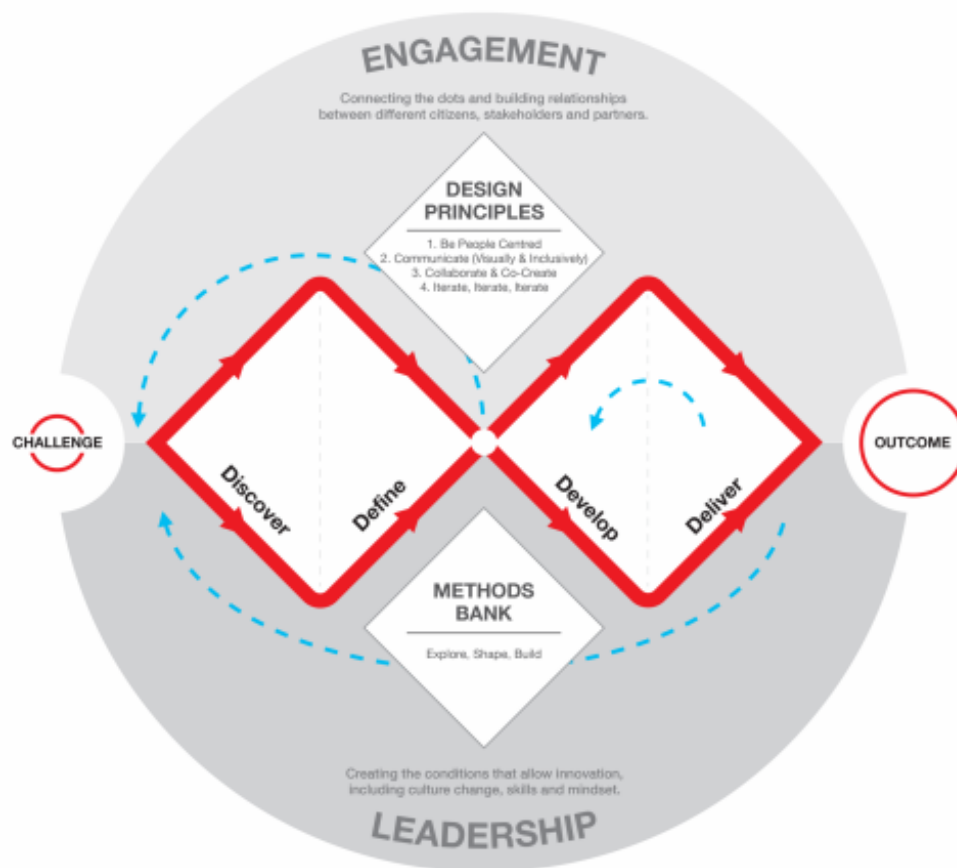 ENGAGEMENT
Connecting the dots and building relationships
between different citizens, stakeholders and partners.
DESIGN
PRINCIPLES
1. Be People Centred
2. Communicate (Visually & Inclusively)
3. Collaborate & Co-Create
4. Iterate, Iterate, Iterate
CHALLENGE
OUTCOME
Discover
Define
Develop
Deliver
METHODS
BANK
Explore, Shape, Build
Creating the conditions that allow innovation,
including culture change, skills and mindset.
LEADERSHIP